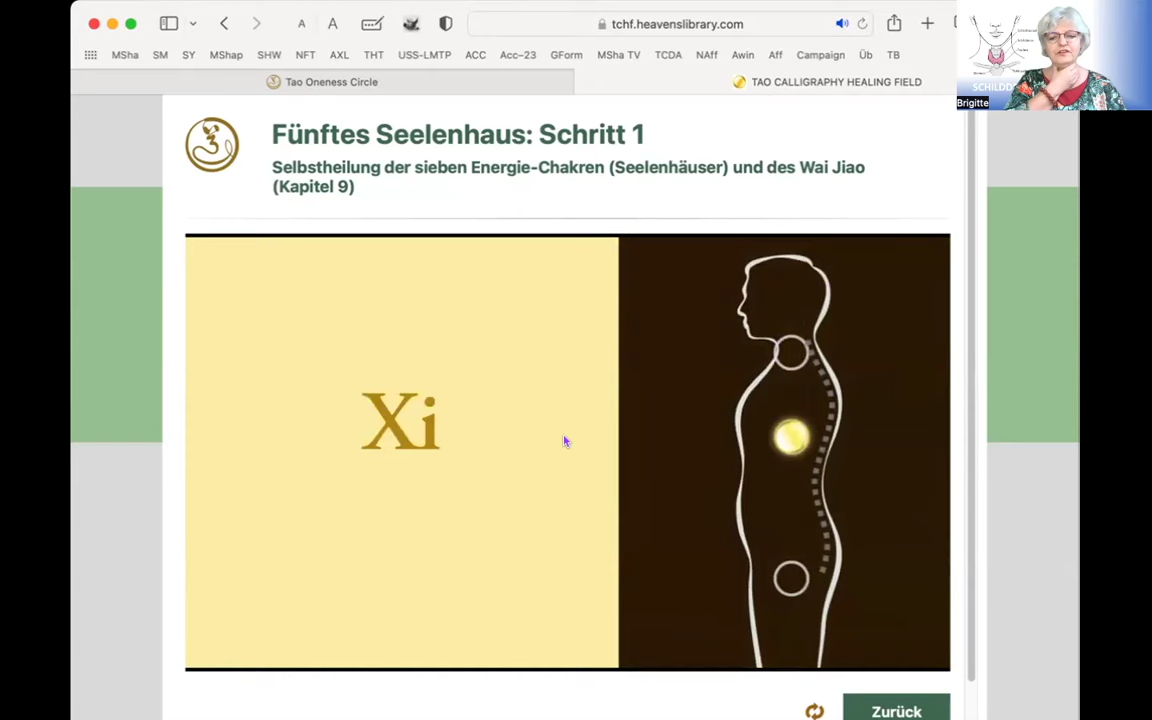 A A
tchf.heavenslibrary.com
MSha SM SY MShap SHW NFT AXL THT USS-LMTP ACC Acc–23 GForm MSha TV TCDA NAff Awin Aff Campaign Üb TB
Tao Oneness Circle
TAO CALLIGRAPHY HEALING FIELD
SCHILDD
Brigitte
Fünftes Seelenhaus: Schritt 1
Selbstheilung der sieben Energie-Chakren (Seelenhäuser) und des Wai Jiao
(Kapitel 9)
Xi
Zurück